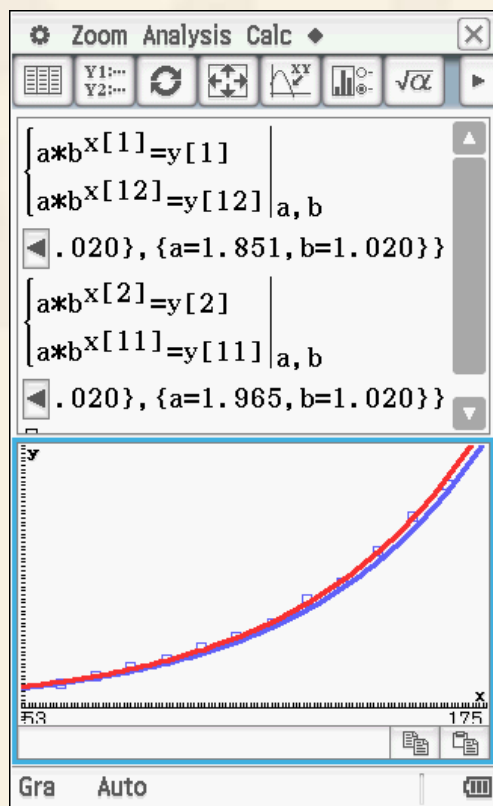 Zoom Analysis Calc ◆
Y1:…
Y2:…
XY
√α
a*b^x[1]=y[1]
a*b^x[12]=y[12] |a,b
.020},{a=1.851,b=1.020}}
a*b^x[2]=y[2]
a*b^x[11]=y[11] |a,b
.020},{a=1.965,b=1.020}}
y
x
53 175
Gra Auto